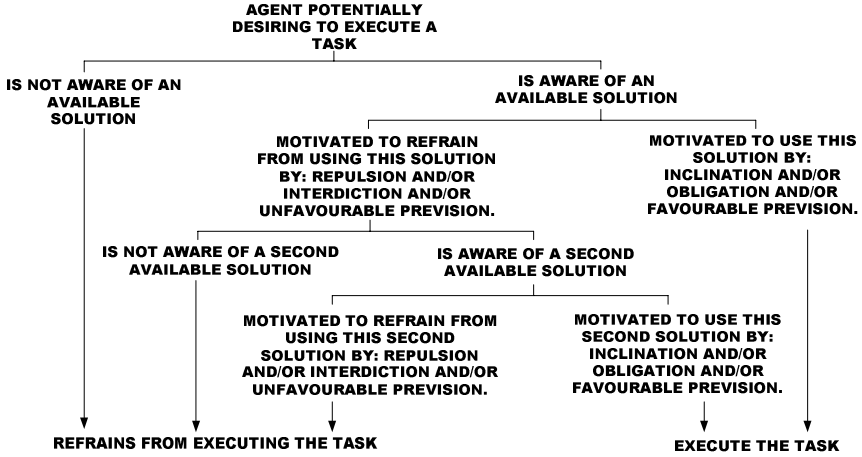 AGENT POTENTIALLY
DESIRING TO EXECUTE A
TASK
IS NOT AWARE OF AN
AVAILABLE
SOLUTION
IS AWARE OF AN
AVAILABLE SOLUTION
MOTIVATED TO REFRAIN
FROM USING THIS SOLUTION
BY: REPULSION AND/OR
INTERDICTION AND/OR
UNFAVOURABLE PREVISION.
MOTIVATED TO USE THIS
SOLUTION BY:
INCLINATION AND/OR
OBLIGATION AND/OR
FAVOURABLE PREVISION.
IS NOT AWARE OF A SECOND
AVAILABLE SOLUTION
IS AWARE OF A SECOND
AVAILABLE SOLUTION
MOTIVATED TO REFRAIN FROM
USING THIS SECOND
SOLUTION BY: REPULSION
AND/OR INTERDICTION AND/OR
UNFAVOURABLE PREVISION.
MOTIVATED TO USE THIS
SECOND SOLUTION BY:
INCLINATION AND/OR
OBLIGATION AND/OR
FAVOURABLE PREVISION.
REFRAINS FROM EXECUTING THE TASK
EXECUTE THE TASK